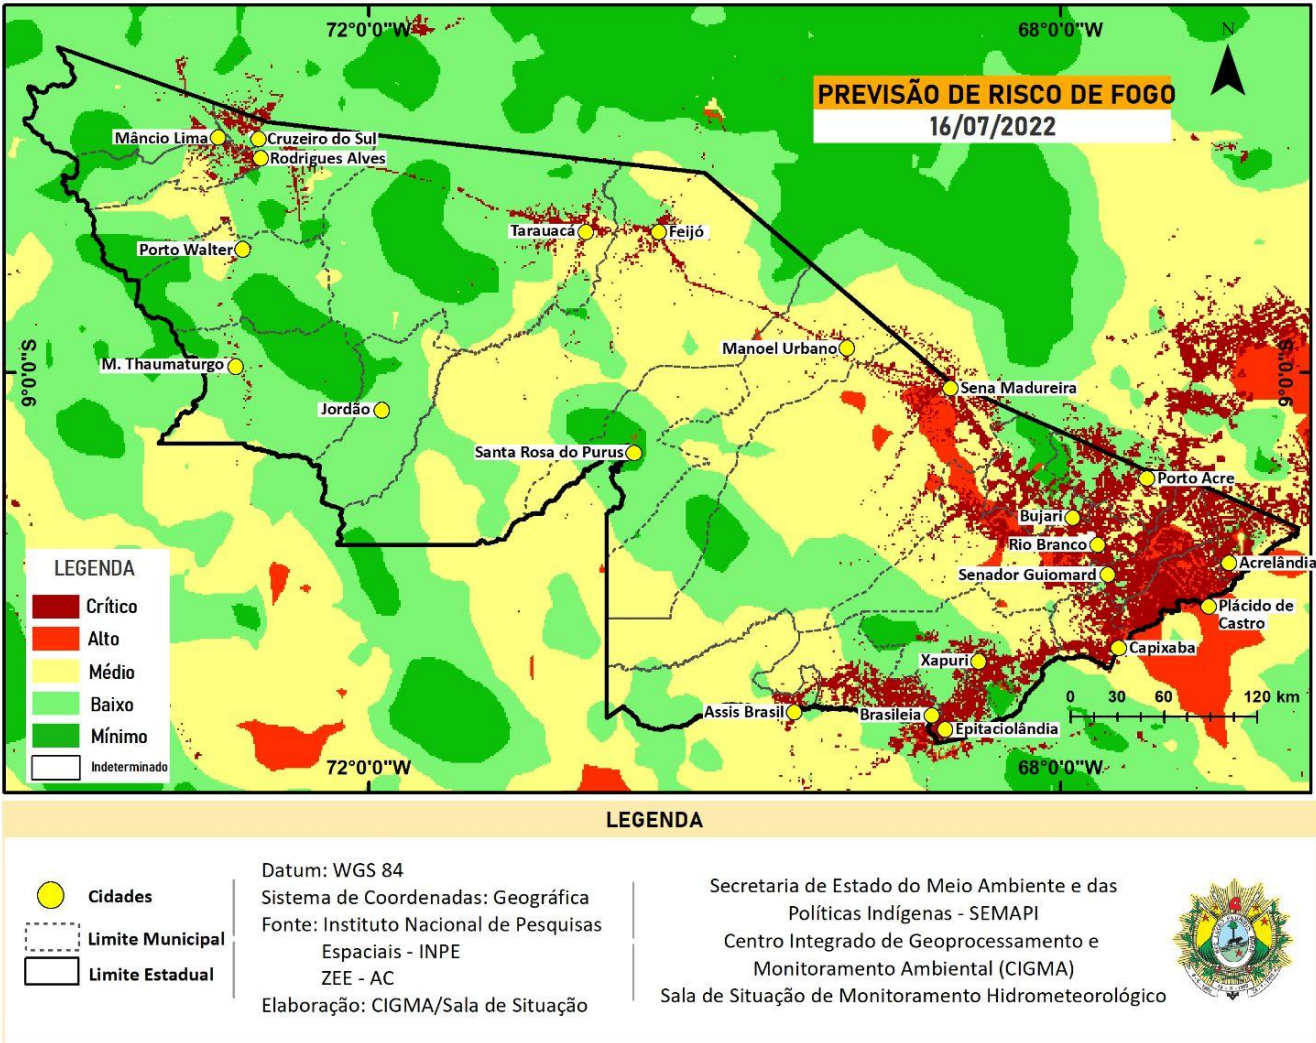 72°0'0"W
68°0'0"W
N
PREVISÃO DE RISCO DE FOGO
16/07/2022
Mâncio Lima
Cruzeiro do Sul
Rodrigues Alves
Tarauacá
Feijó
Porto Walter
Manoel Urbano
9°0'0"S
9°0'0"S
M. Thaumaturgo
Sena Madureira
Jordão
Santa Rosa do Purus
Porto Acre
Bujari
Rio Branco
Acrelândia
Senador Guiomard
Plácido de
Castro
Capixaba
Xapuri
Assis Brasil
Brasileia
Epitaciolândia
0 30 60 120 km
LEGENDA
Crítico
Alto
Médio
Baixo
Mínimo
Indeterminado
72°0'0"W
68°0'0"W
LEGENDA
Cidades
Limite Municipal
Limite Estadual
Datum: WGS 84
Sistema de Coordenadas: Geográfica
Fonte: Instituto Nacional de Pesquisas
Espaciais - INPE
ZEE - AC
Elaboração: CIGMA/Sala de Situação
Secretaria de Estado do Meio Ambiente e das
Políticas Indígenas - SEMAPI
Centro Integrado de Geoprocessamento e
Monitoramento Ambiental (CIGMA)
Sala de Situação de Monitoramento Hidrometeorológico